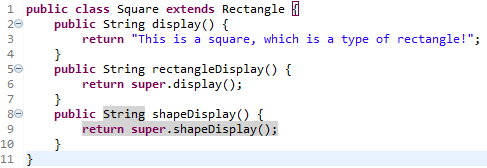 1 public class Square extends Rectangle {
2 public String display() {
3 return "This is a square, which is a type of rectangle!";
4 }
5 public String rectangleDisplay() {
6 return super.display();
7 }
8 public String shapeDisplay() {
9 return super.shapeDisplay();
10 }
11 }